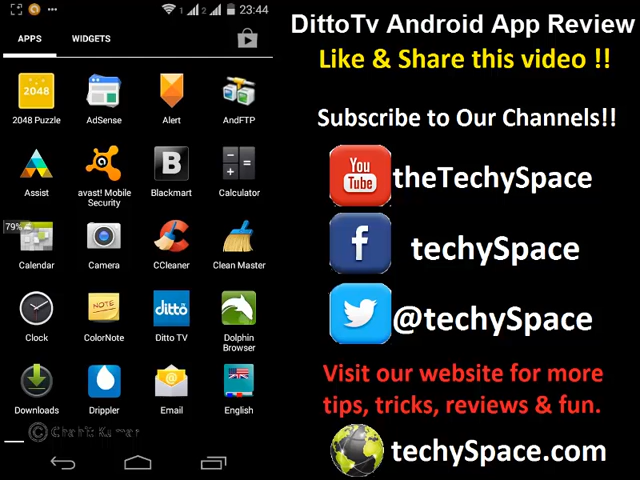 23:44
APPS WIDGETS
2048
2048 Puzzle AdSense Alert AndFTP
B
Assist avast! Mobile Security Blackmart Calculator
79%
Calendar Camera CCleaner Clean Master
NOTE
dittö
Clock ColorNote Ditto TV Dolphin Browser
Downloads Drippler Email English
DittoTv Android App Review
Like & Share this video !!
Subscribe to Our Channels!!
You Tube theTechySpace
f techySpace
@techySpace
Visit our website for more
tips, tricks, reviews & fun.
techySpace.com